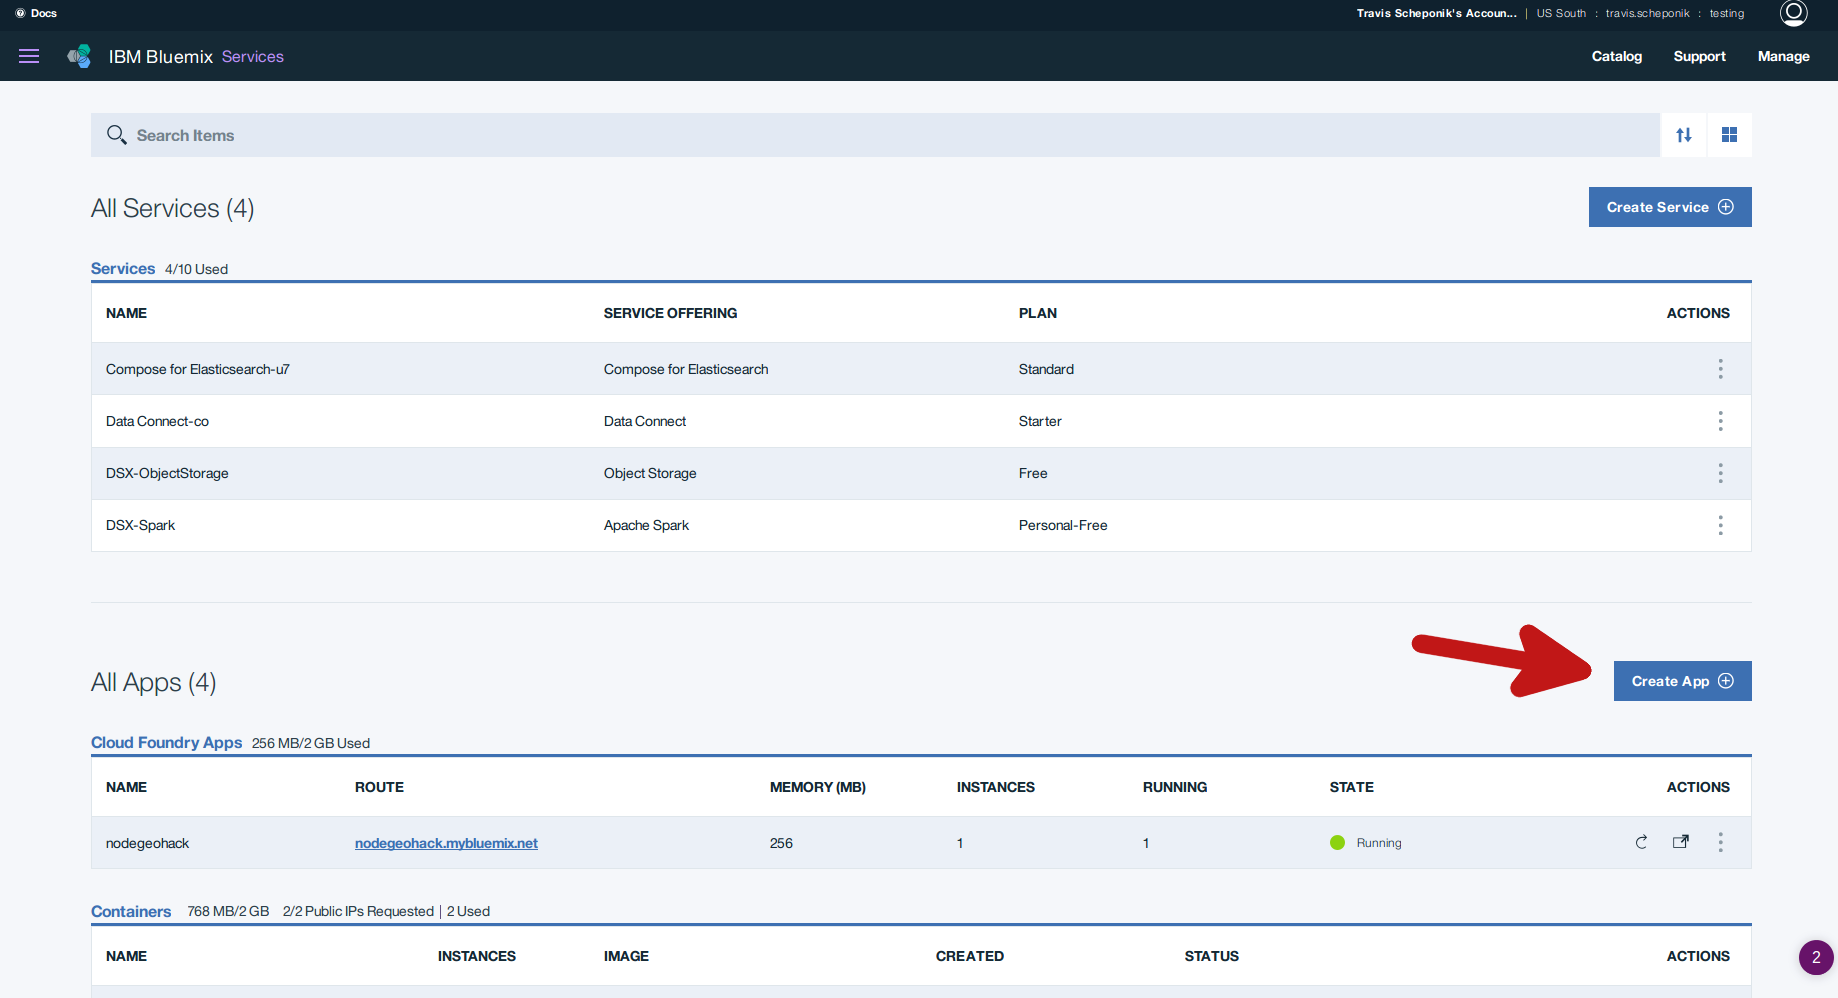 Docs
Travis Scheponik's Accoun... | US South : travis.scheponik : testing
IBM Bluemix Services
Catalog Support Manage
Search Items
All Services (4)
Create Service
Services 4/10 Used
NAME SERVICE OFFERING PLAN ACTIONS
Compose for Elasticsearch-u7 Compose for Elasticsearch Standard
Data Connect-co Data Connect Starter
DSX-ObjectStorage Object Storage Free
DSX-Spark Apache Spark Personal-Free
All Apps (4)
Create App
Cloud Foundry Apps 256 MB/2 GB Used
NAME ROUTE MEMORY (MB) INSTANCES RUNNING STATE ACTIONS
nodegeohack nodegeohack.mybluemix.net 256 1 1 Running
Containers 768 MB/2 GB 2/2 Public IPs Requested | 2 Used
NAME INSTANCES IMAGE CREATED STATUS ACTIONS
2